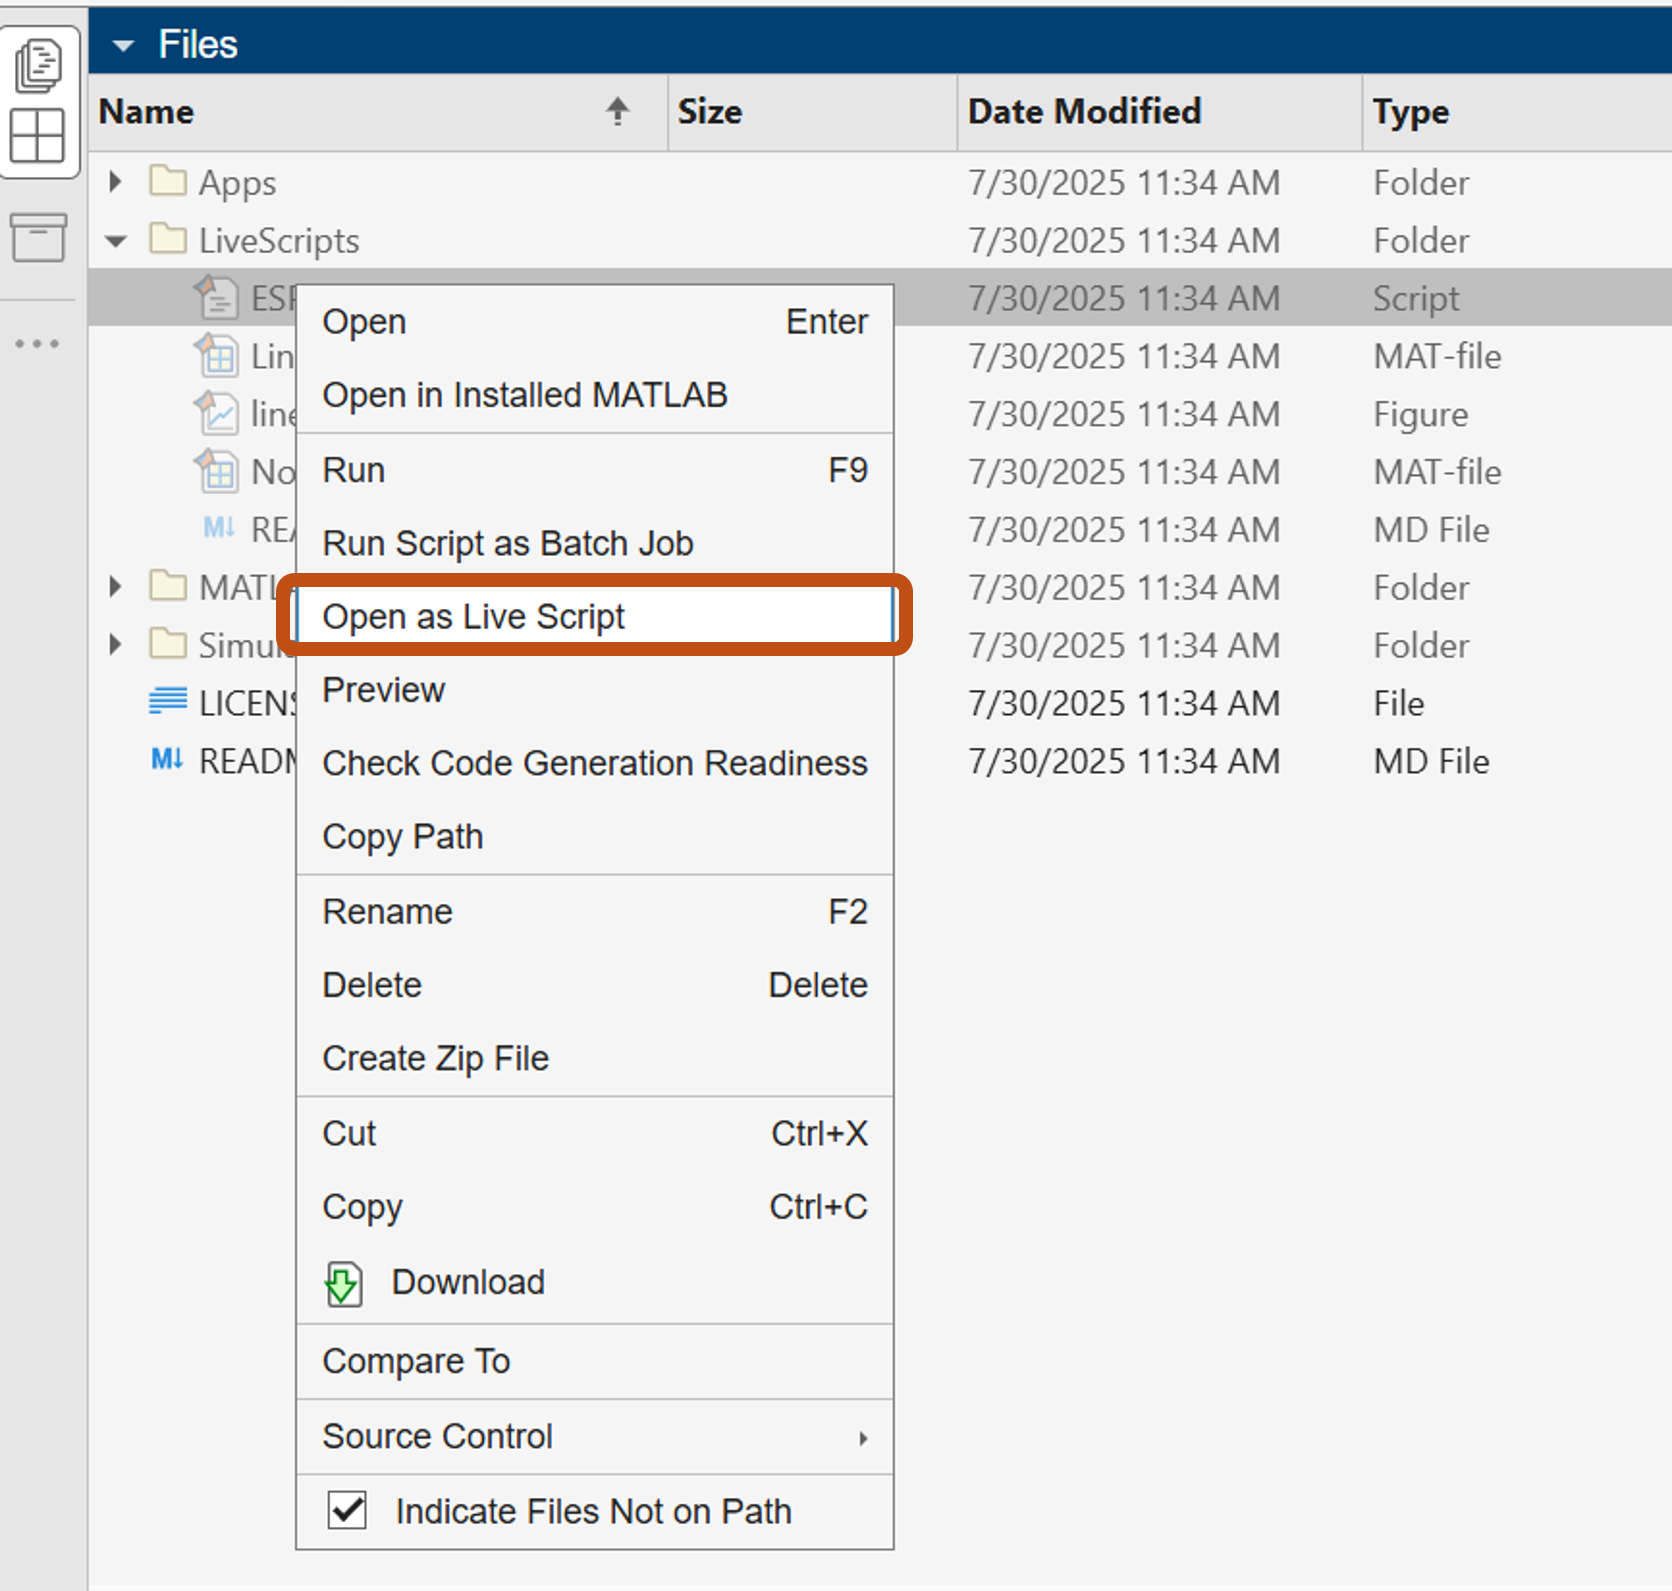 Files
Name Size Date Modified Type
Apps 7/30/2025 11:34 AM Folder
LiveScripts 7/30/2025 11:34 AM Folder
7/30/2025 11:34 AM Script
Open Enter
Lin 7/30/2025 11:34 AM MAT-file
Open in Installed MATLAB
line 7/30/2025 11:34 AM Figure
Run F9
No 7/30/2025 11:34 AM MAT-file
M↓ REA 7/30/2025 11:34 AM MD File
Run Script as Batch Job
MATL 7/30/2025 11:34 AM Folder
Open as Live Script
Simul 7/30/2025 11:34 AM Folder
Preview
LICENS 7/30/2025 11:34 AM File
M↓ READM 7/30/2025 11:34 AM MD File
Check Code Generation Readiness
Copy Path
Rename F2
Delete Delete
Create Zip File
Cut Ctrl+X
Copy Ctrl+C
Download
Compare To
Source Control
Indicate Files Not on Path